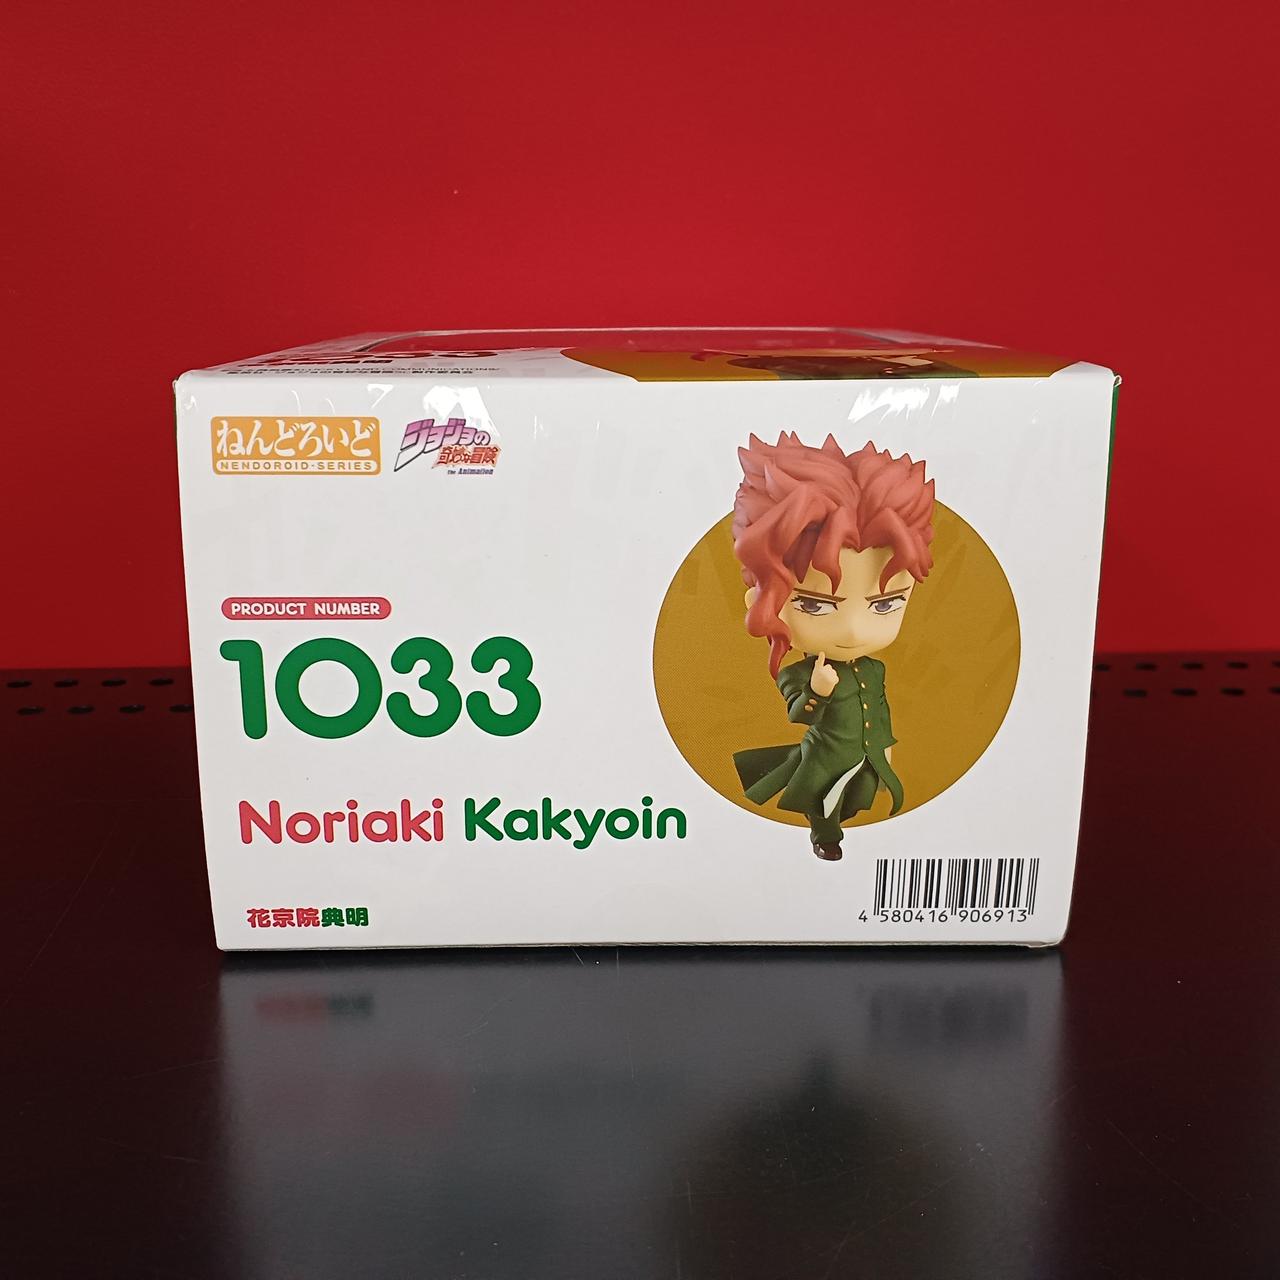 1033
ねんどろいど
NENDOROID-SERIES
ジョジョの
奇妙な冒険
The Animation
PRODUCT NUMBER
1033
Noriaki Kakyoin
花京院典明
4 580416 906913